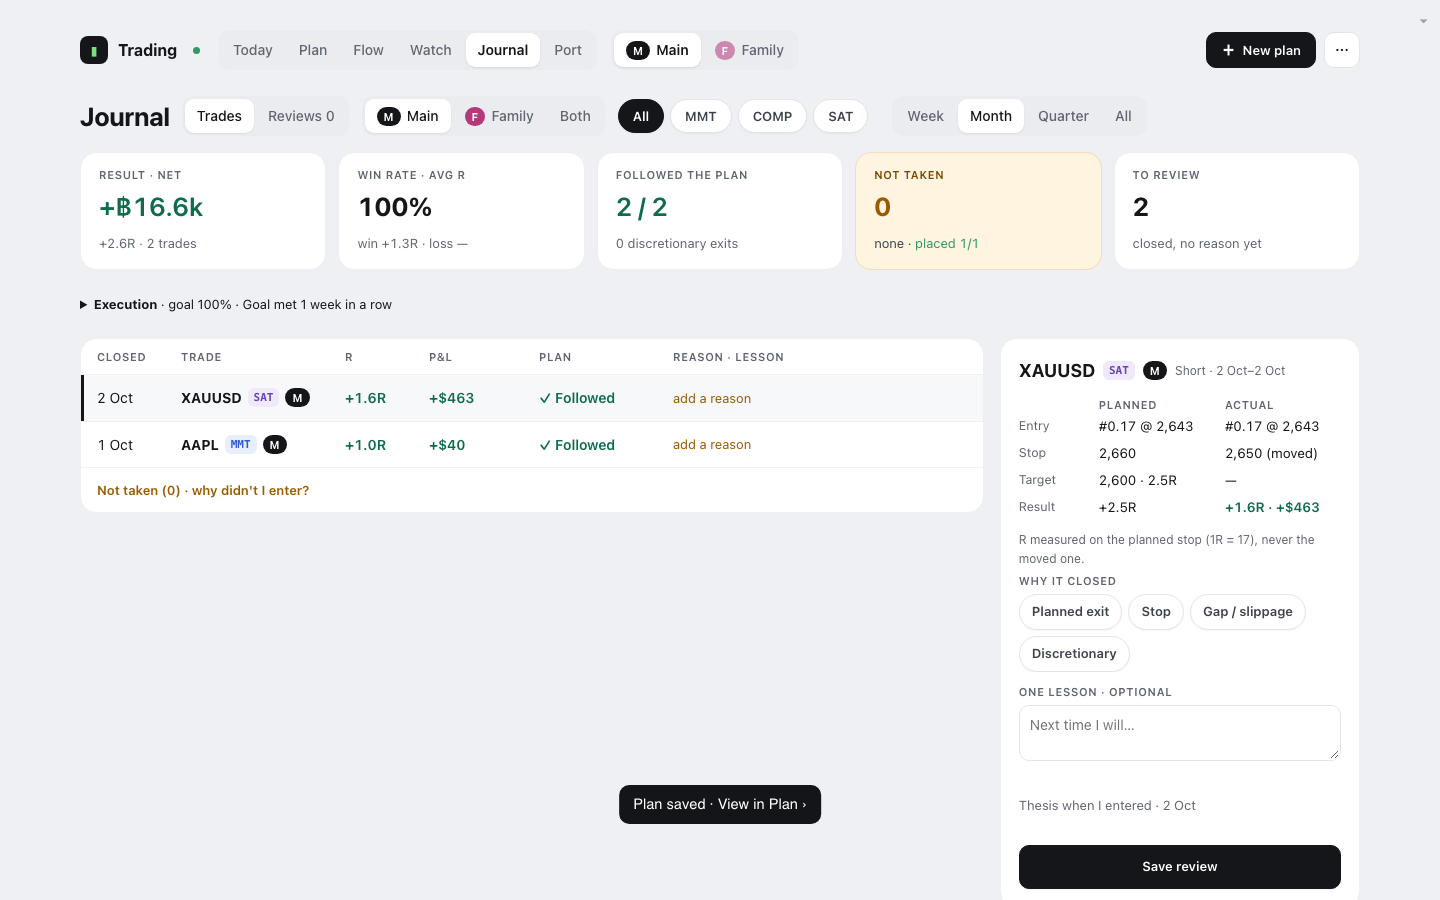 Trading
Today Plan Flow Watch Journal Port
M Main F Family
+ New plan
...
Journal
Trades Reviews 0
M Main F Family Both
All MMT COMP SAT
Week Month Quarter All
RESULT · NET
+฿16.6k
+2.6R · 2 trades
WIN RATE · AVG R
100%
win +1.3R · loss —
FOLLOWED THE PLAN
2 / 2
0 discretionary exits
NOT TAKEN
0
none · placed 1/1
TO REVIEW
2
closed, no reason yet
Execution · goal 100% · Goal met 1 week in a row
CLOSED TRADE R P&L PLAN REASON · LESSON
2 Oct XAUUSD SAT M +1.6R +$463 ✓ Followed add a reason
1 Oct AAPL MMT M +1.0R +$40 ✓ Followed add a reason
Not taken (0) · why didn't I enter?
XAUUSD SAT M Short · 2 Oct–2 Oct
PLANNED ACTUAL
Entry #0.17 @ 2,643 #0.17 @ 2,643
Stop 2,660 2,650 (moved)
Target 2,600 · 2.5R —
Result +2.5R +1.6R · +$463
R measured on the planned stop (1R = 17), never the
moved one.
WHY IT CLOSED
Planned exit Stop Gap / slippage
Discretionary
ONE LESSON · OPTIONAL
Next time I will...
Thesis when I entered · 2 Oct
Save review
Plan saved · View in Plan ›